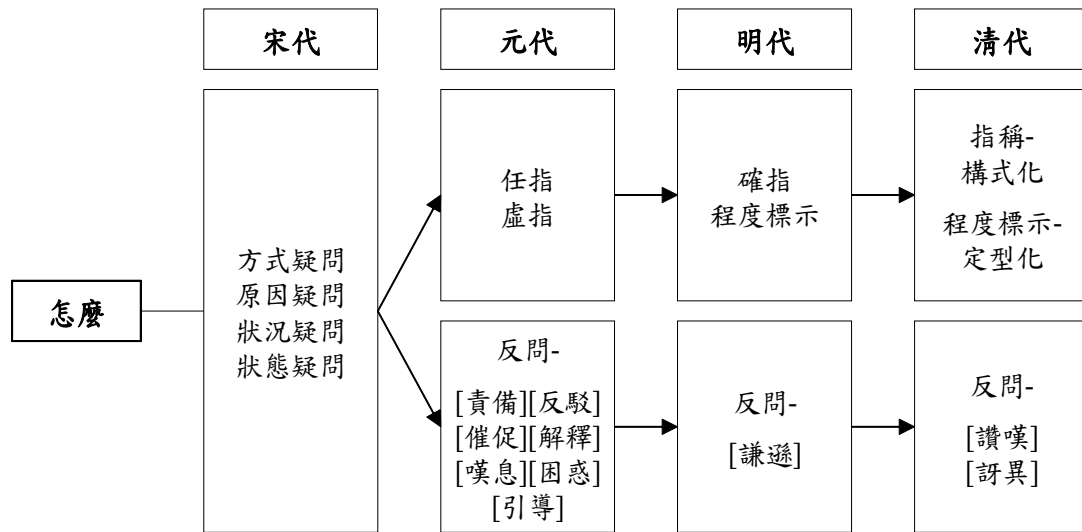 宋代
元代
明代
清代
怎麼
方式疑問
原因疑問
狀況疑問
狀態疑問
任指
虛指
確指
程度標示
指稱-
構式化
程度標示-
定型化
反問-
[責備][反駁]
[催促][解釋]
[嘆息][困惑]
[引導]
反問-
[謙遜]
反問-
[讚嘆]
[訝異]